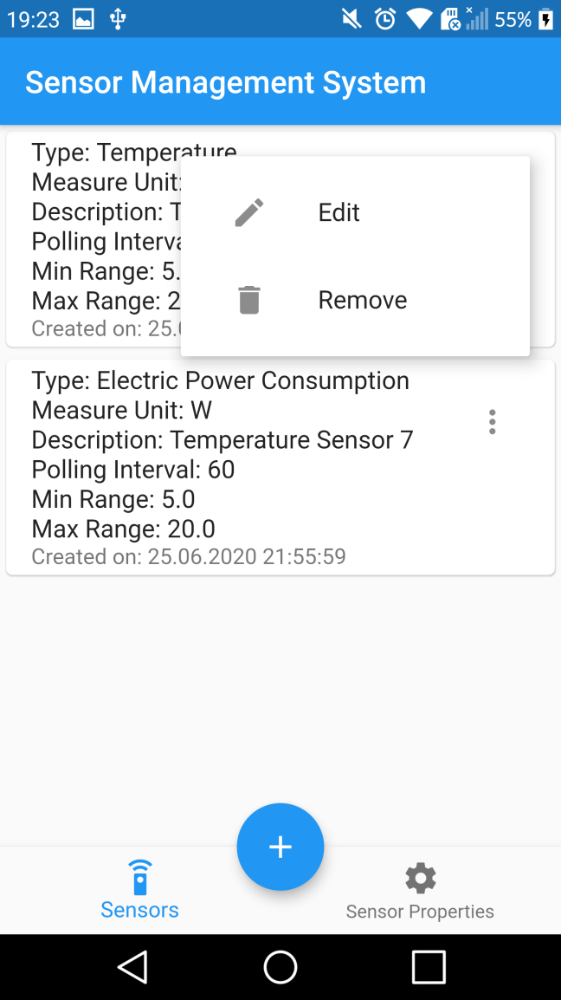 19:23 55%
Sensor Management System
Type: Temperature
Measure Unit:
Description:
Polling
Min Range: 5.
Max Range: 2
Created on: 25.
Edit
Remove
Type: Electric Power Consumption
Measure Unit: W
Description: Temperature Sensor 7
Polling Interval: 60
Min Range: 5.0
Max Range: 20.0
Created on: 25.06.2020 21:55:59
+
Sensors
Sensor Properties